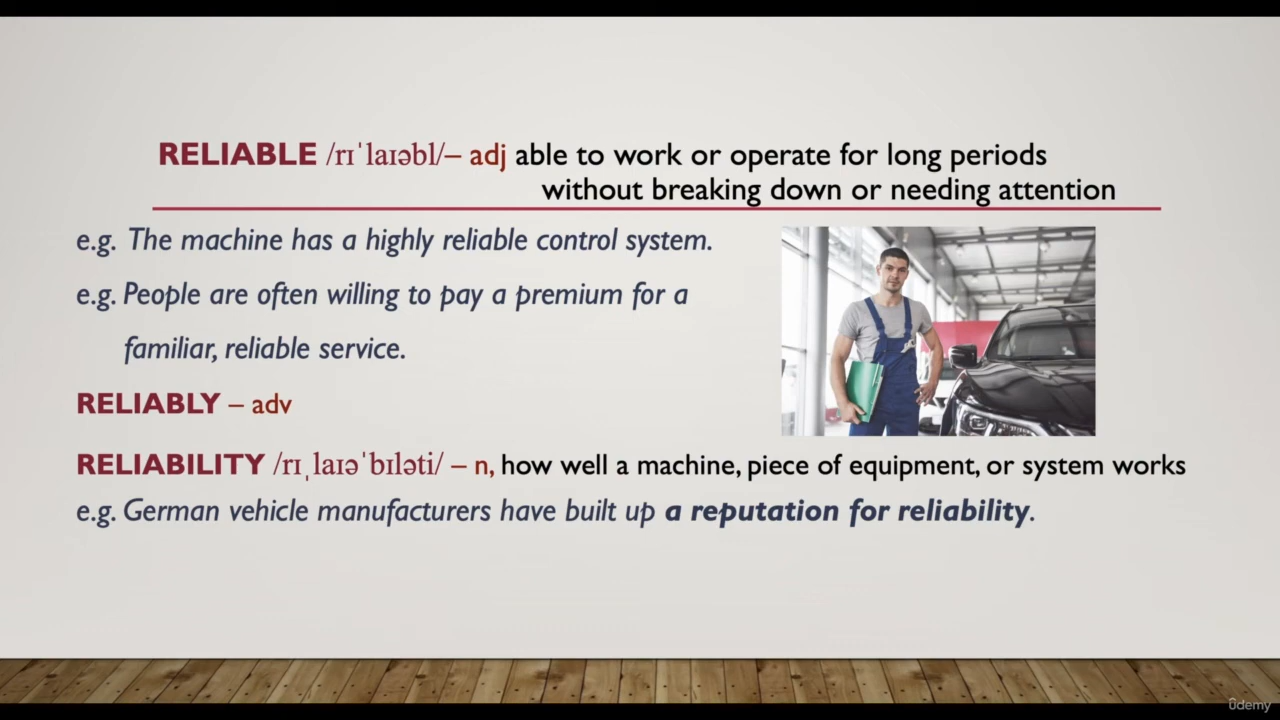 RELIABLE /rɪˈlaɪəbl/– adj able to work or operate for long periods
without breaking down or needing attention
e.g. The machine has a highly reliable control system.
e.g. People are often willing to pay a premium for a
familiar, reliable service.
RELIABLY – adv
RELIABILITY /rɪˌlaɪəˈbɪləti/ – n, how well a machine, piece of equipment, or system works
e.g. German vehicle manufacturers have built up a reputation for reliability.
ûdemy